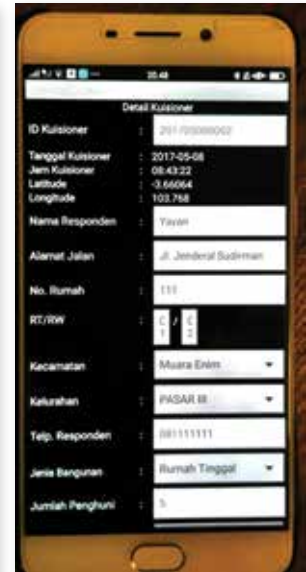 20.48
Detail Kuisioner
ID Kuisioner : 201705080002
Tanggal Kuisioner : 2017-05-08
Jam Kuisioner : 08:43:22
Latitude : -3.66064
Longitude : 103.768
Nama Responden : Yayan
Alamat Jalan : Jl. Jenderal Sudirman
No. Rumah : 111
RT/RW : /
Kecamatan : Muara Enim
Kelurahan : PASAR III
Telp. Responden : 081111111
Jenis Bangunan : Rumah Tinggal
Jumlah Penghuni : 5